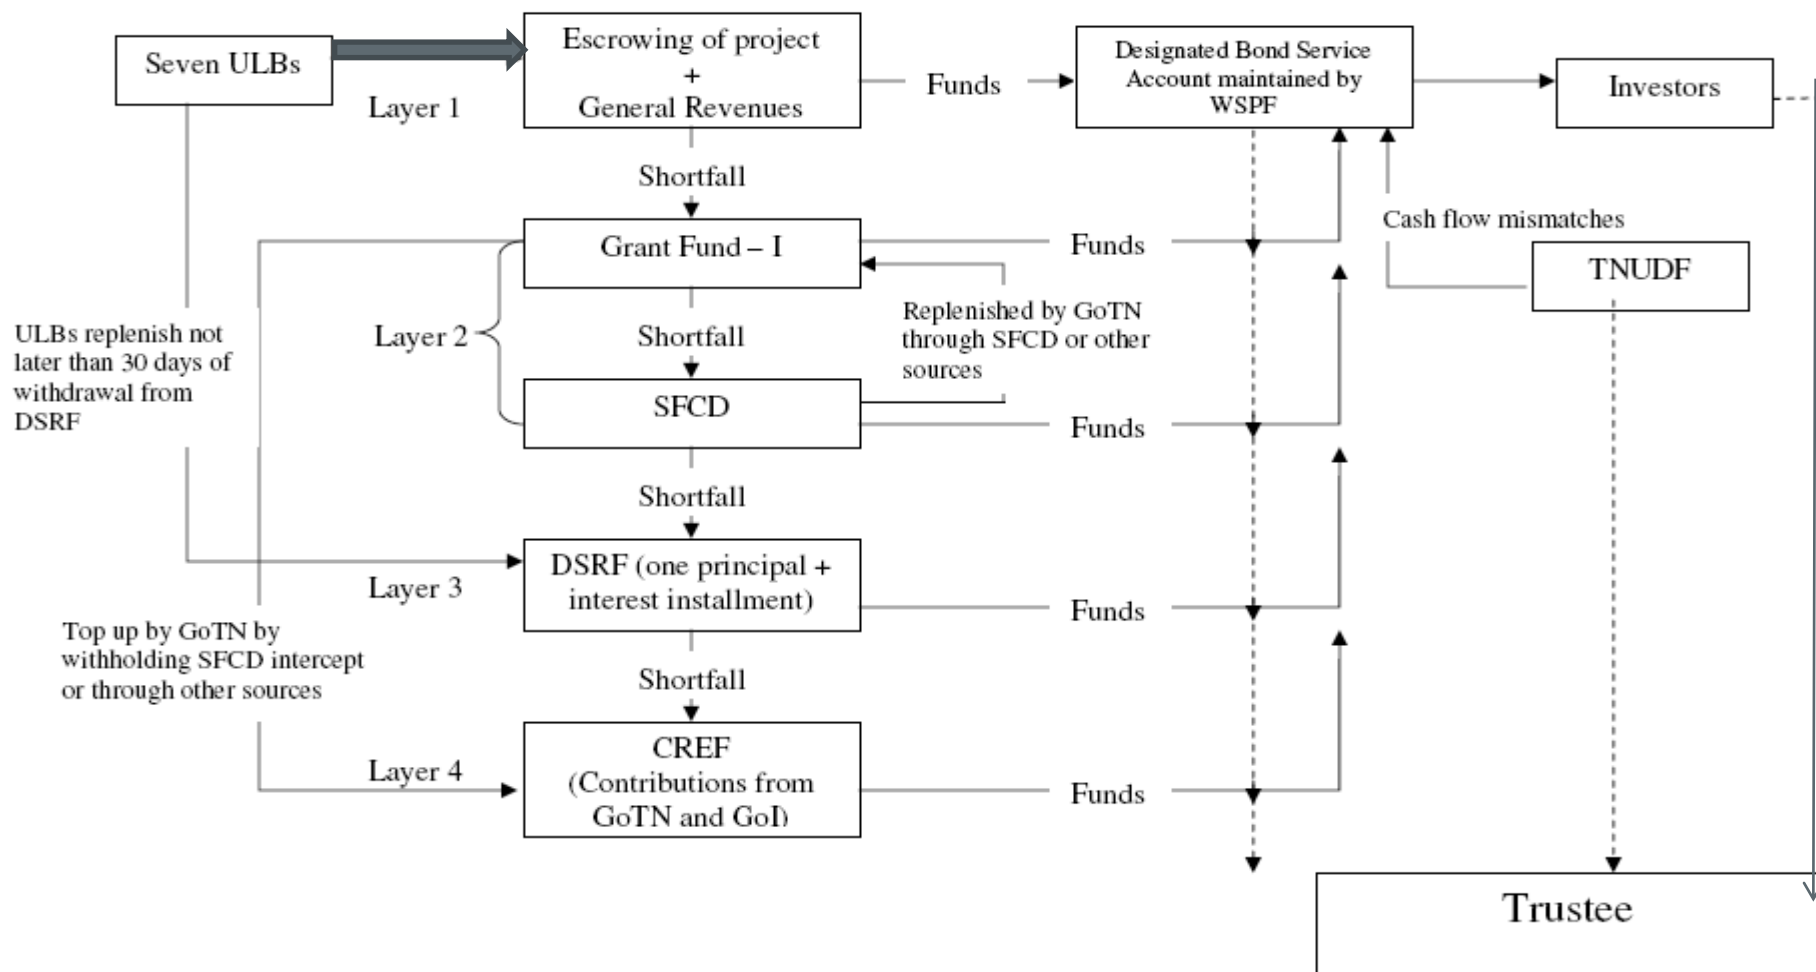 Seven ULBs
Layer 1
Escrowing of project
+
General Revenues
Funds
Designated Bond Service
Account maintained by
WSPF
Investors
Shortfall
Cash flow mismatches
Grant Fund – I
Funds
TNUDF
Layer 2
Shortfall
Replenished by GoTN
through SFCD or other
sources
ULBs replenish not
later than 30 days of
withdrawal from
DSRF
SFCD
Funds
Shortfall
DSRF (one principal +
interest installment)
Layer 3
Funds
Top up by GoTN by
withholding SFCD intercept
or through other sources
Shortfall
CREF
(Contributions from
GoTN and GoI)
Layer 4
Funds
Trustee